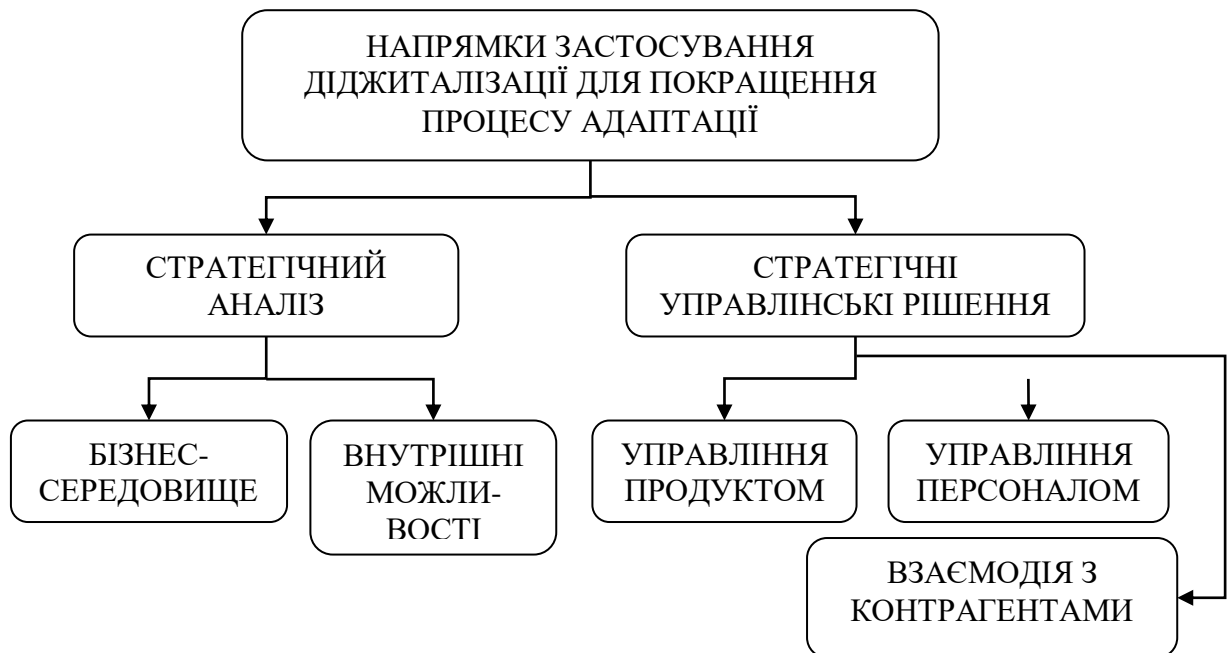 НАПРЯМКИ ЗАСТОСУВАННЯ
ДІДЖИТАЛІЗАЦІЇ ДЛЯ ПОКРАЩЕННЯ
ПРОЦЕСУ АДАПТАЦІЇ
СТРАТЕГІЧНИЙ
АНАЛІЗ
СТРАТЕГІЧНІ
УПРАВЛІНСЬКІ РІШЕННЯ
БІЗНЕС-
СЕРЕДОВИЩЕ
ВНУТРІШНІ
МОЖЛИ-
ВОСТІ
УПРАВЛІННЯ
ПРОДУКТОМ
УПРАВЛІННЯ
ПЕРСОНАЛОМ
ВЗАЄМОДІЯ З
КОНТРАГЕНТАМИ